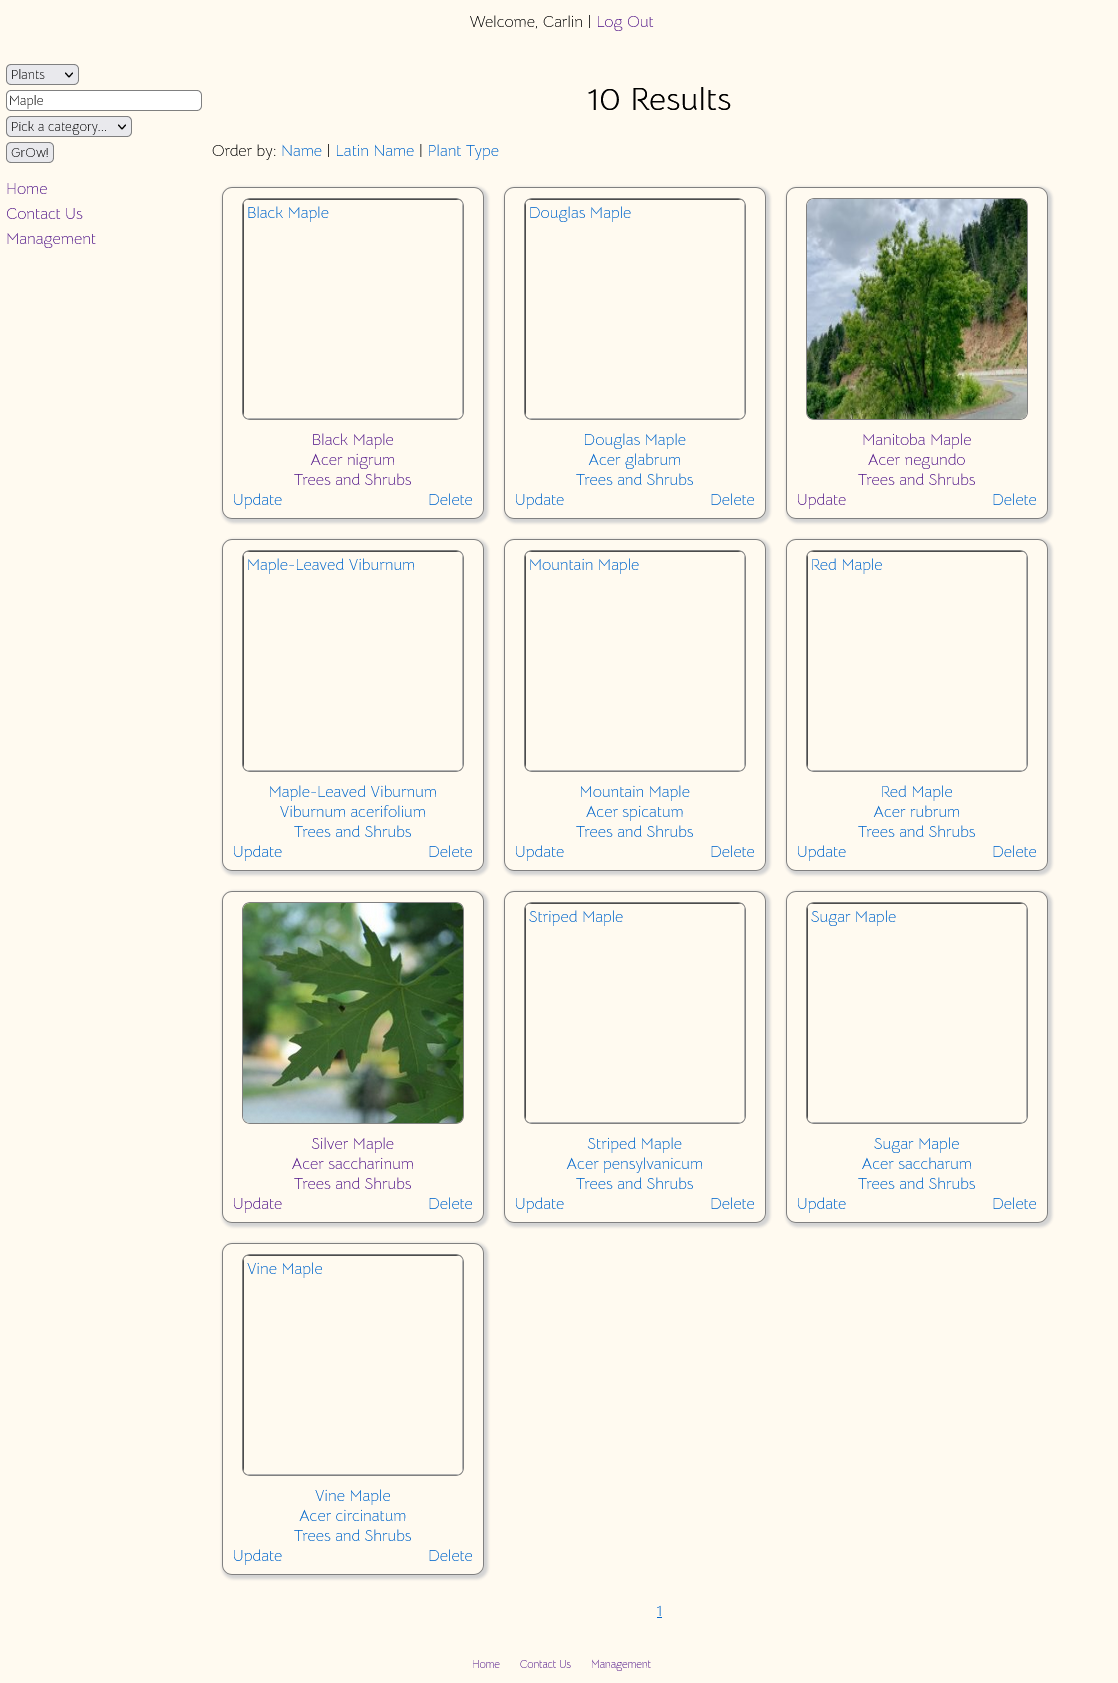 Welcome, Carlin | Log Out
Plants
Maple
Pick a category...
GrOw!
Home
Contact Us
Management
10 Results
Order by: Name | Latin Name | Plant Type
Black Maple
Black Maple
Acer nigrum
Trees and Shrubs
Update Delete
Douglas Maple
Douglas Maple
Acer glabrum
Trees and Shrubs
Update Delete
Manitoba Maple
Acer negundo
Trees and Shrubs
Update Delete
Maple-Leaved Viburnum
Maple-Leaved Viburnum
Viburnum acerifolium
Trees and Shrubs
Update Delete
Mountain Maple
Mountain Maple
Acer spicatum
Trees and Shrubs
Update Delete
Red Maple
Red Maple
Acer rubrum
Trees and Shrubs
Update Delete
Silver Maple
Acer saccharinum
Trees and Shrubs
Update Delete
Striped Maple
Striped Maple
Acer pensylvanicum
Trees and Shrubs
Update Delete
Sugar Maple
Sugar Maple
Acer saccharum
Trees and Shrubs
Update Delete
Vine Maple
Vine Maple
Acer circinatum
Trees and Shrubs
Update Delete
1
Home Contact Us Management